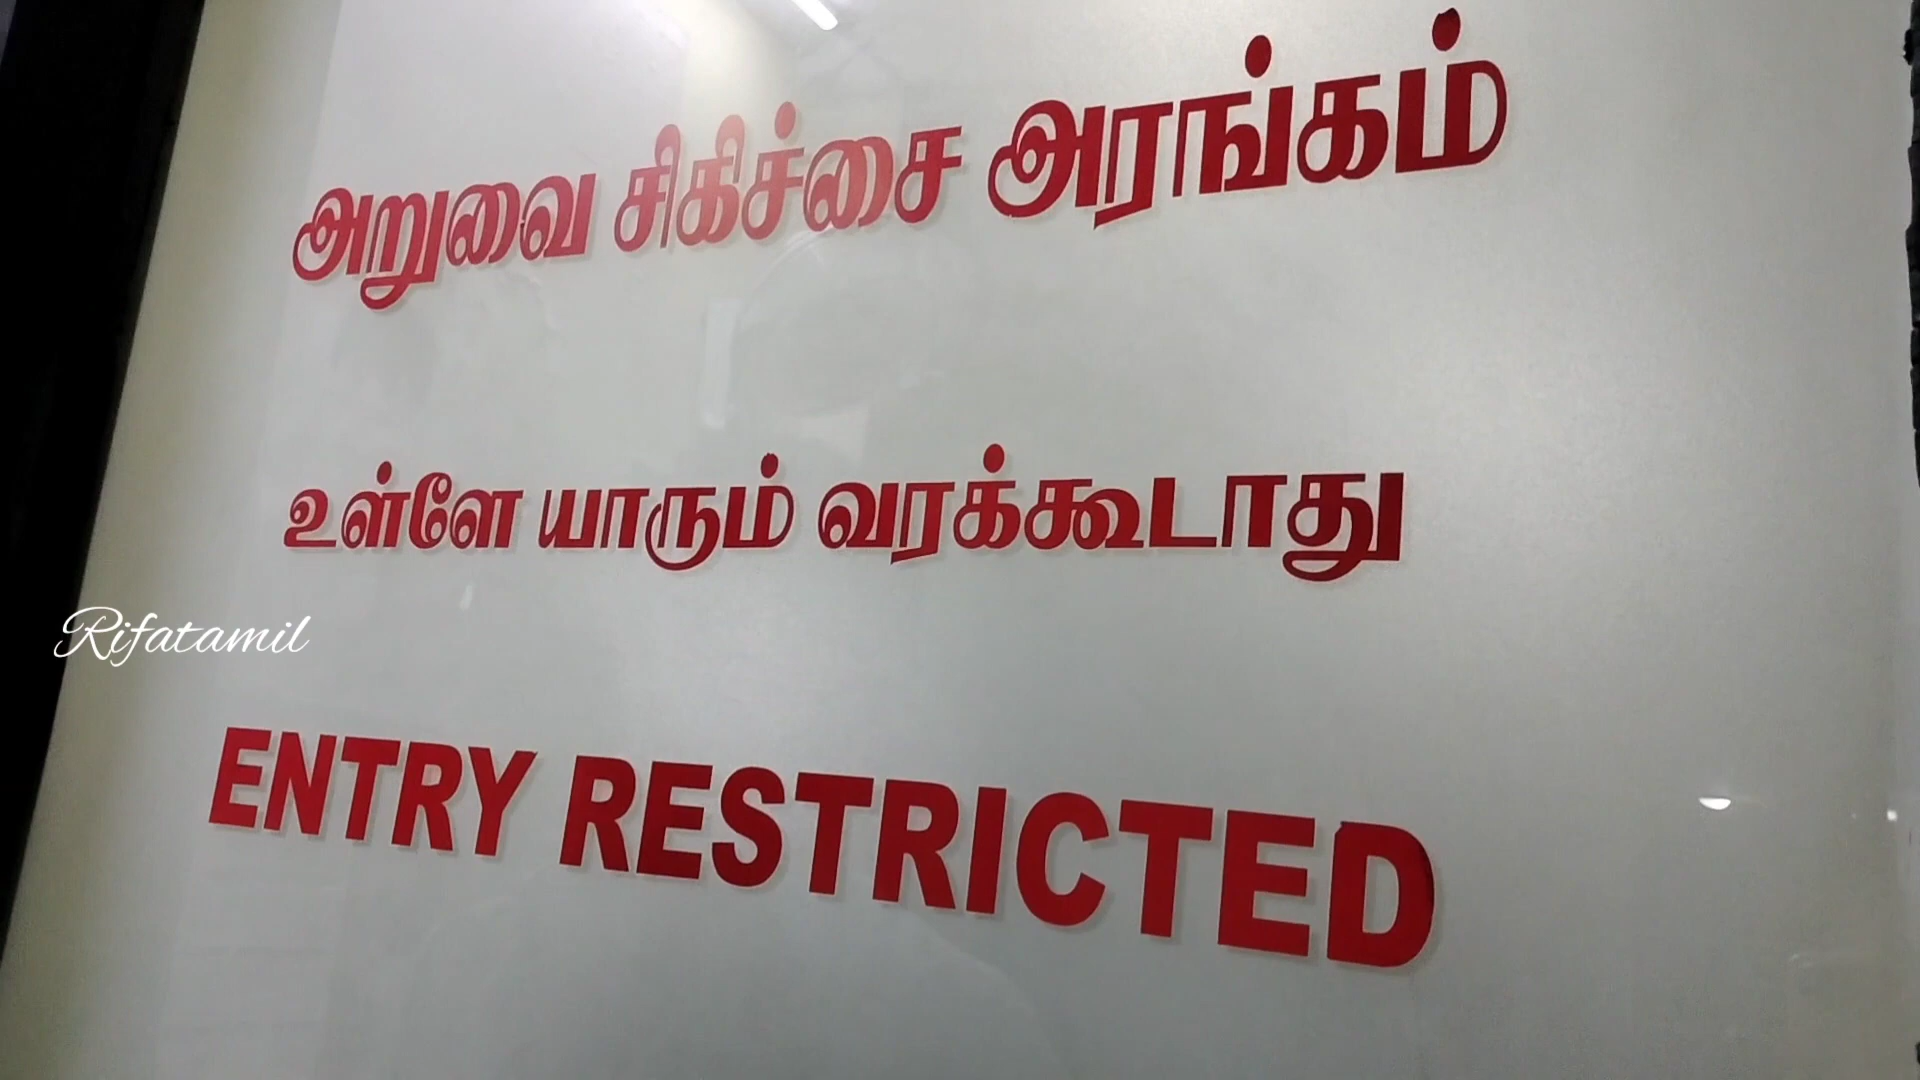 அறுவை சிகிச்சை அரங்கம்
உள்ளே யாரும் வரக்கூடாது
Rifatamil
ENTRY RESTRICTED